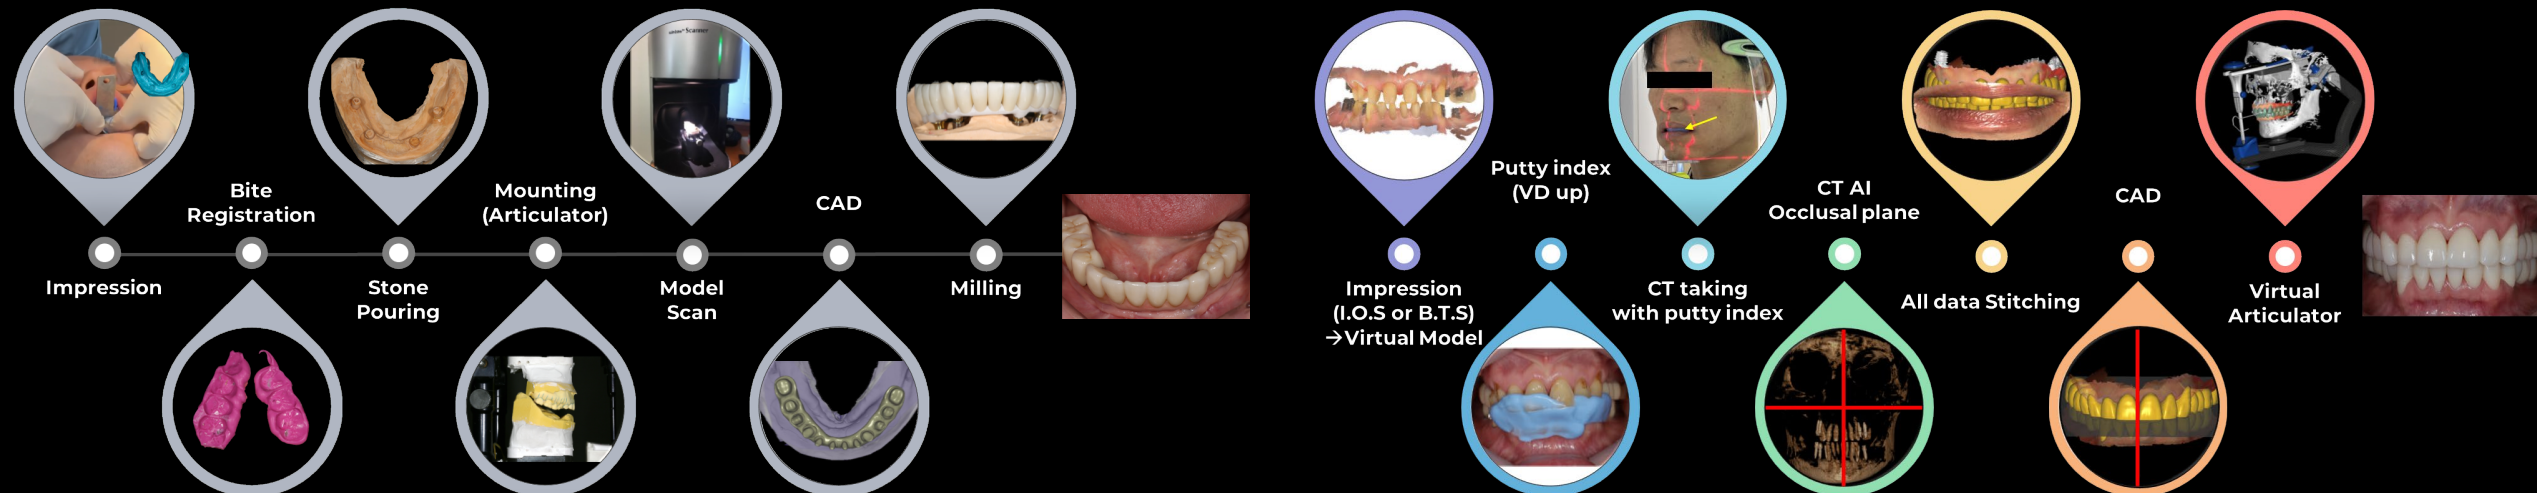 Impression
Bite
Registration
Stone
Pouring
Mounting
(Articulator)
Scanner
Model
Scan
CAD
Milling
Impression
(I.O.S or B.T.S)
→Virtual Model
Putty index
(VD up)
CT taking
with putty index
CT AI
Occlusal plane
All data Stitching
CAD
Virtual
Articulator